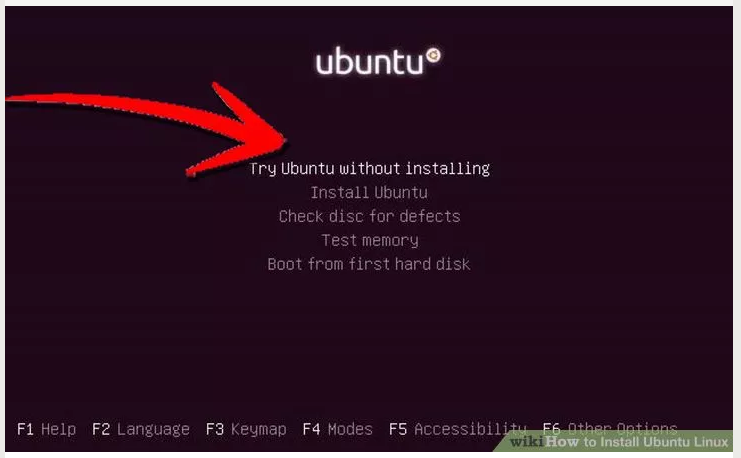 ubuntu
Try Ubuntu without installing
Install Ubuntu
Check disc for defects
Test memory
Boot from first hard disk
F1 Help F2 Language F3 Keymap F4 Modes F5 Accessibility F6 Other Options
wikiHow to Install Ubuntu Linux